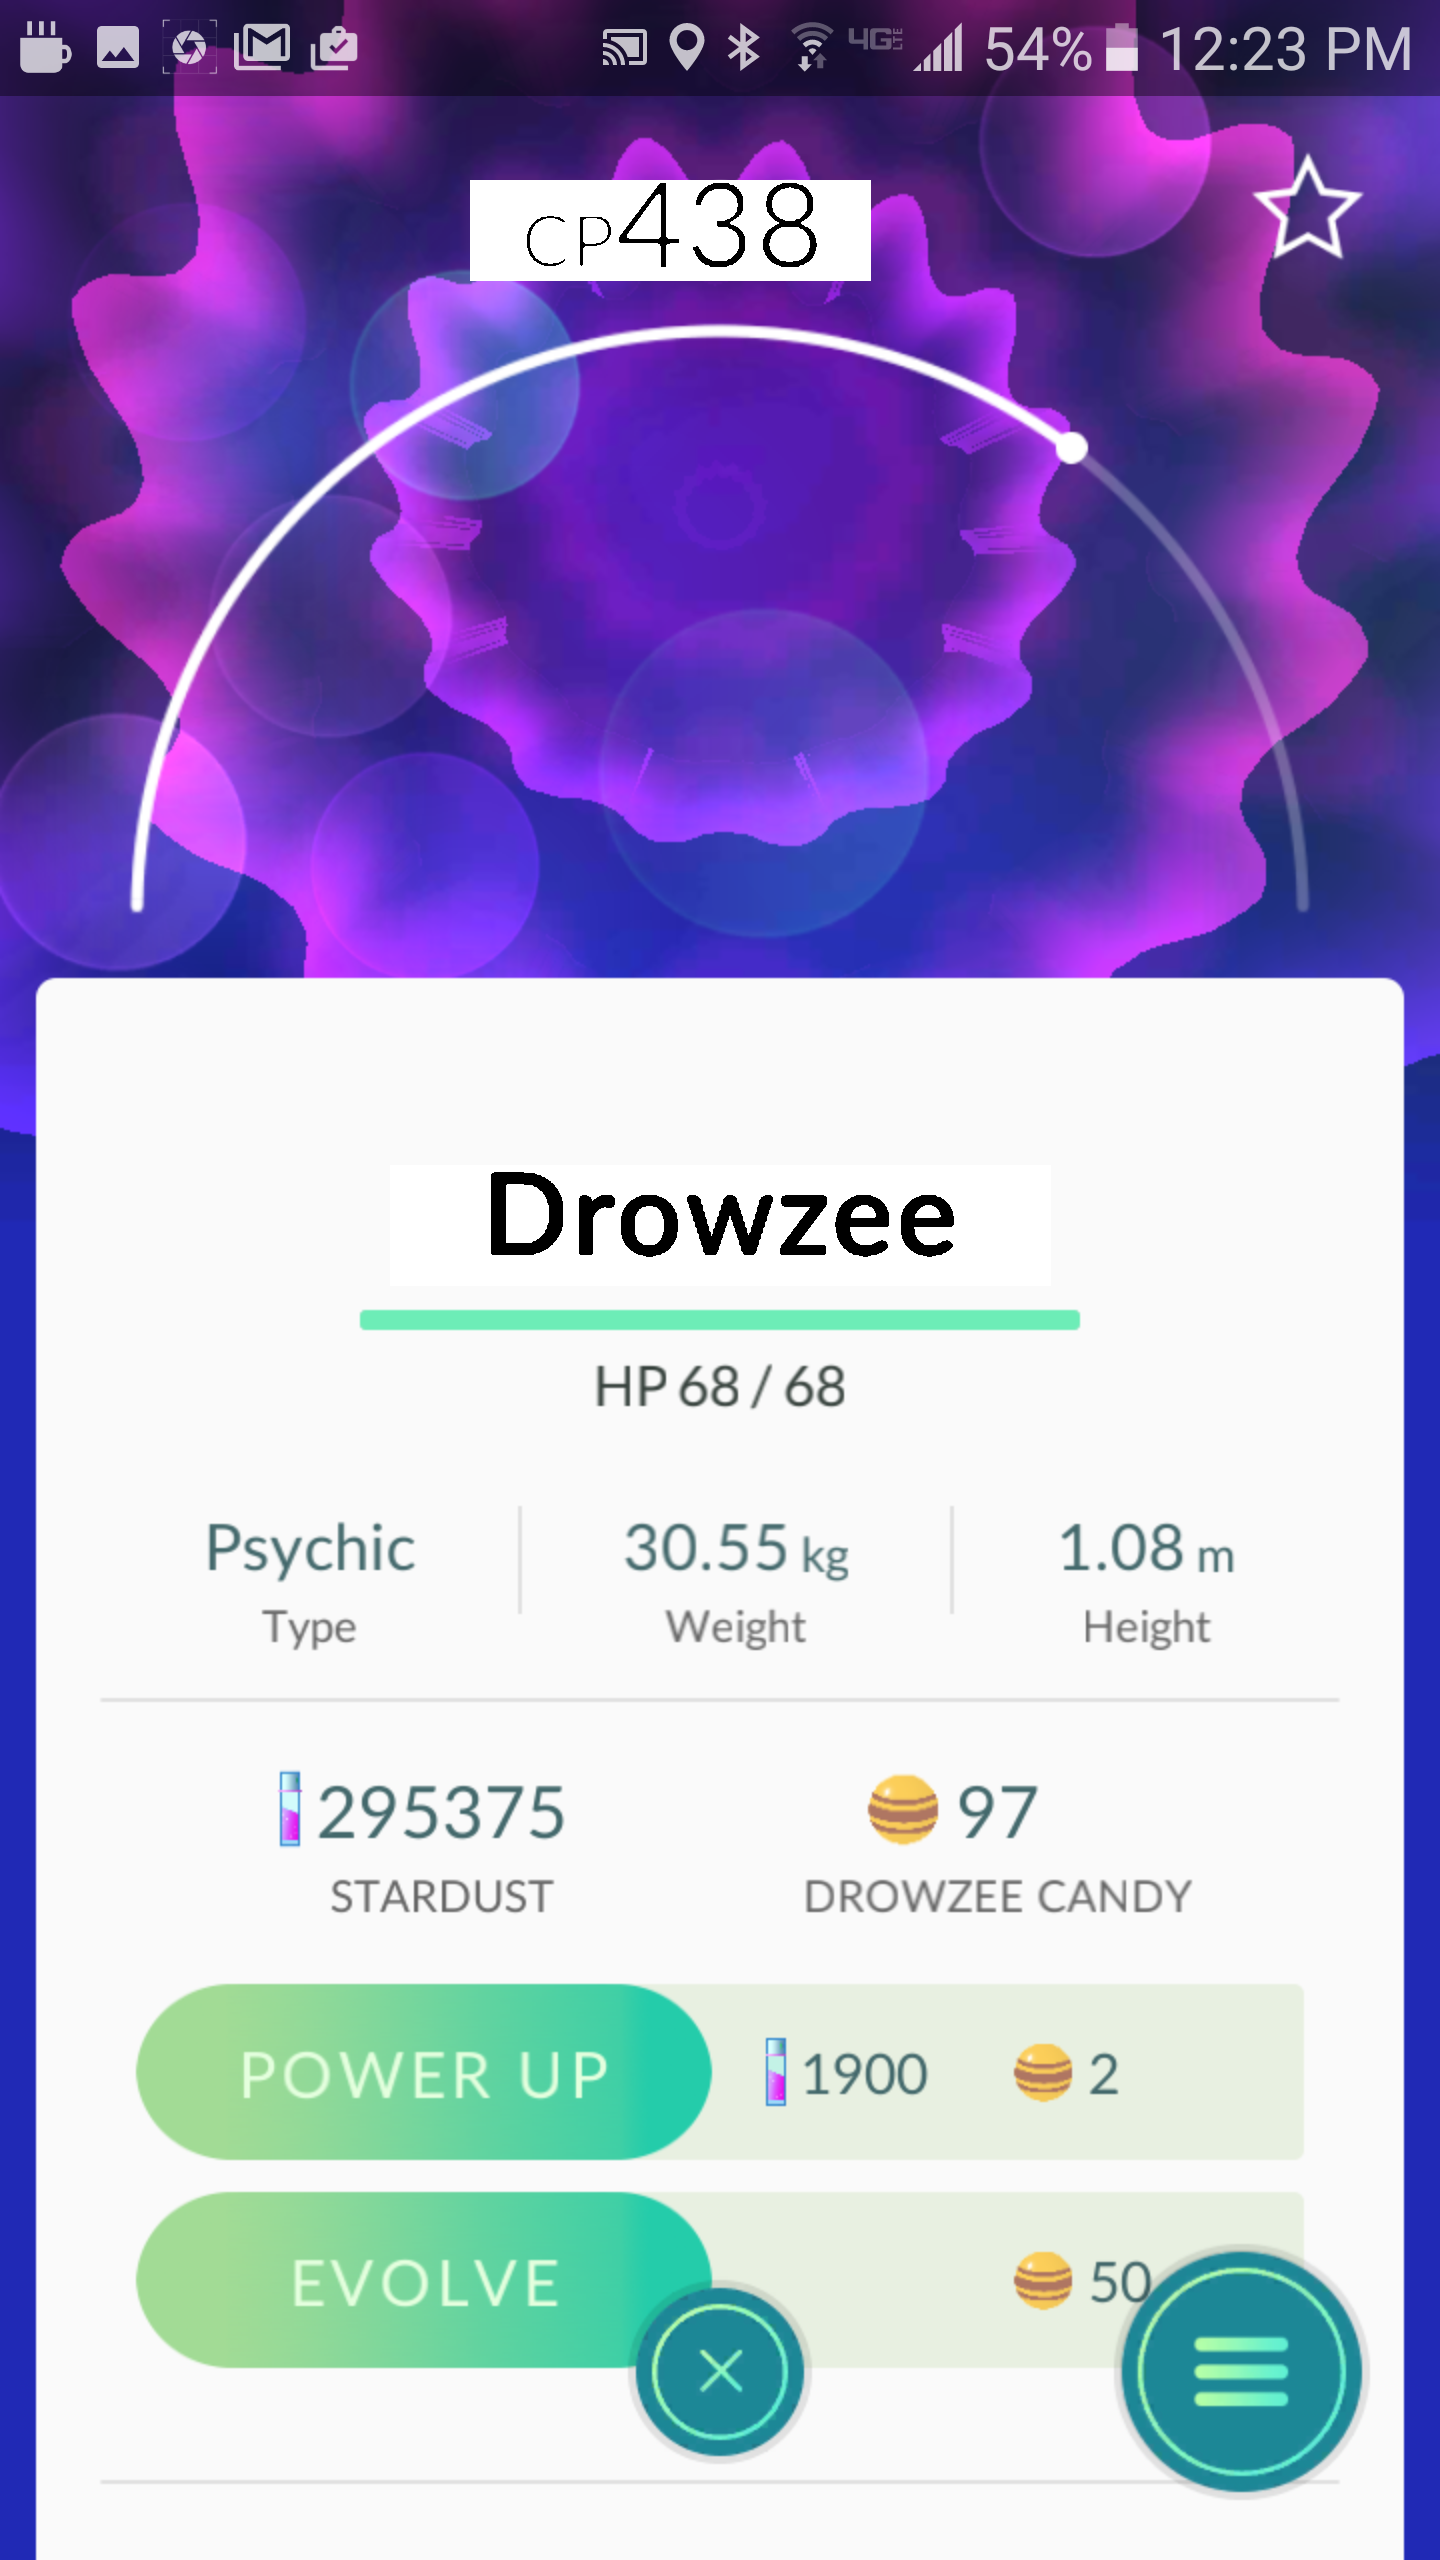 4G LTE 54% 12:23 PM
CP438
Drowzee
HP 68 / 68
Psychic 30.55 kg 1.08 m
Type Weight Height
295375 97
STARDUST DROWZEE CANDY
POWER UP 1900 2
EVOLVE 50